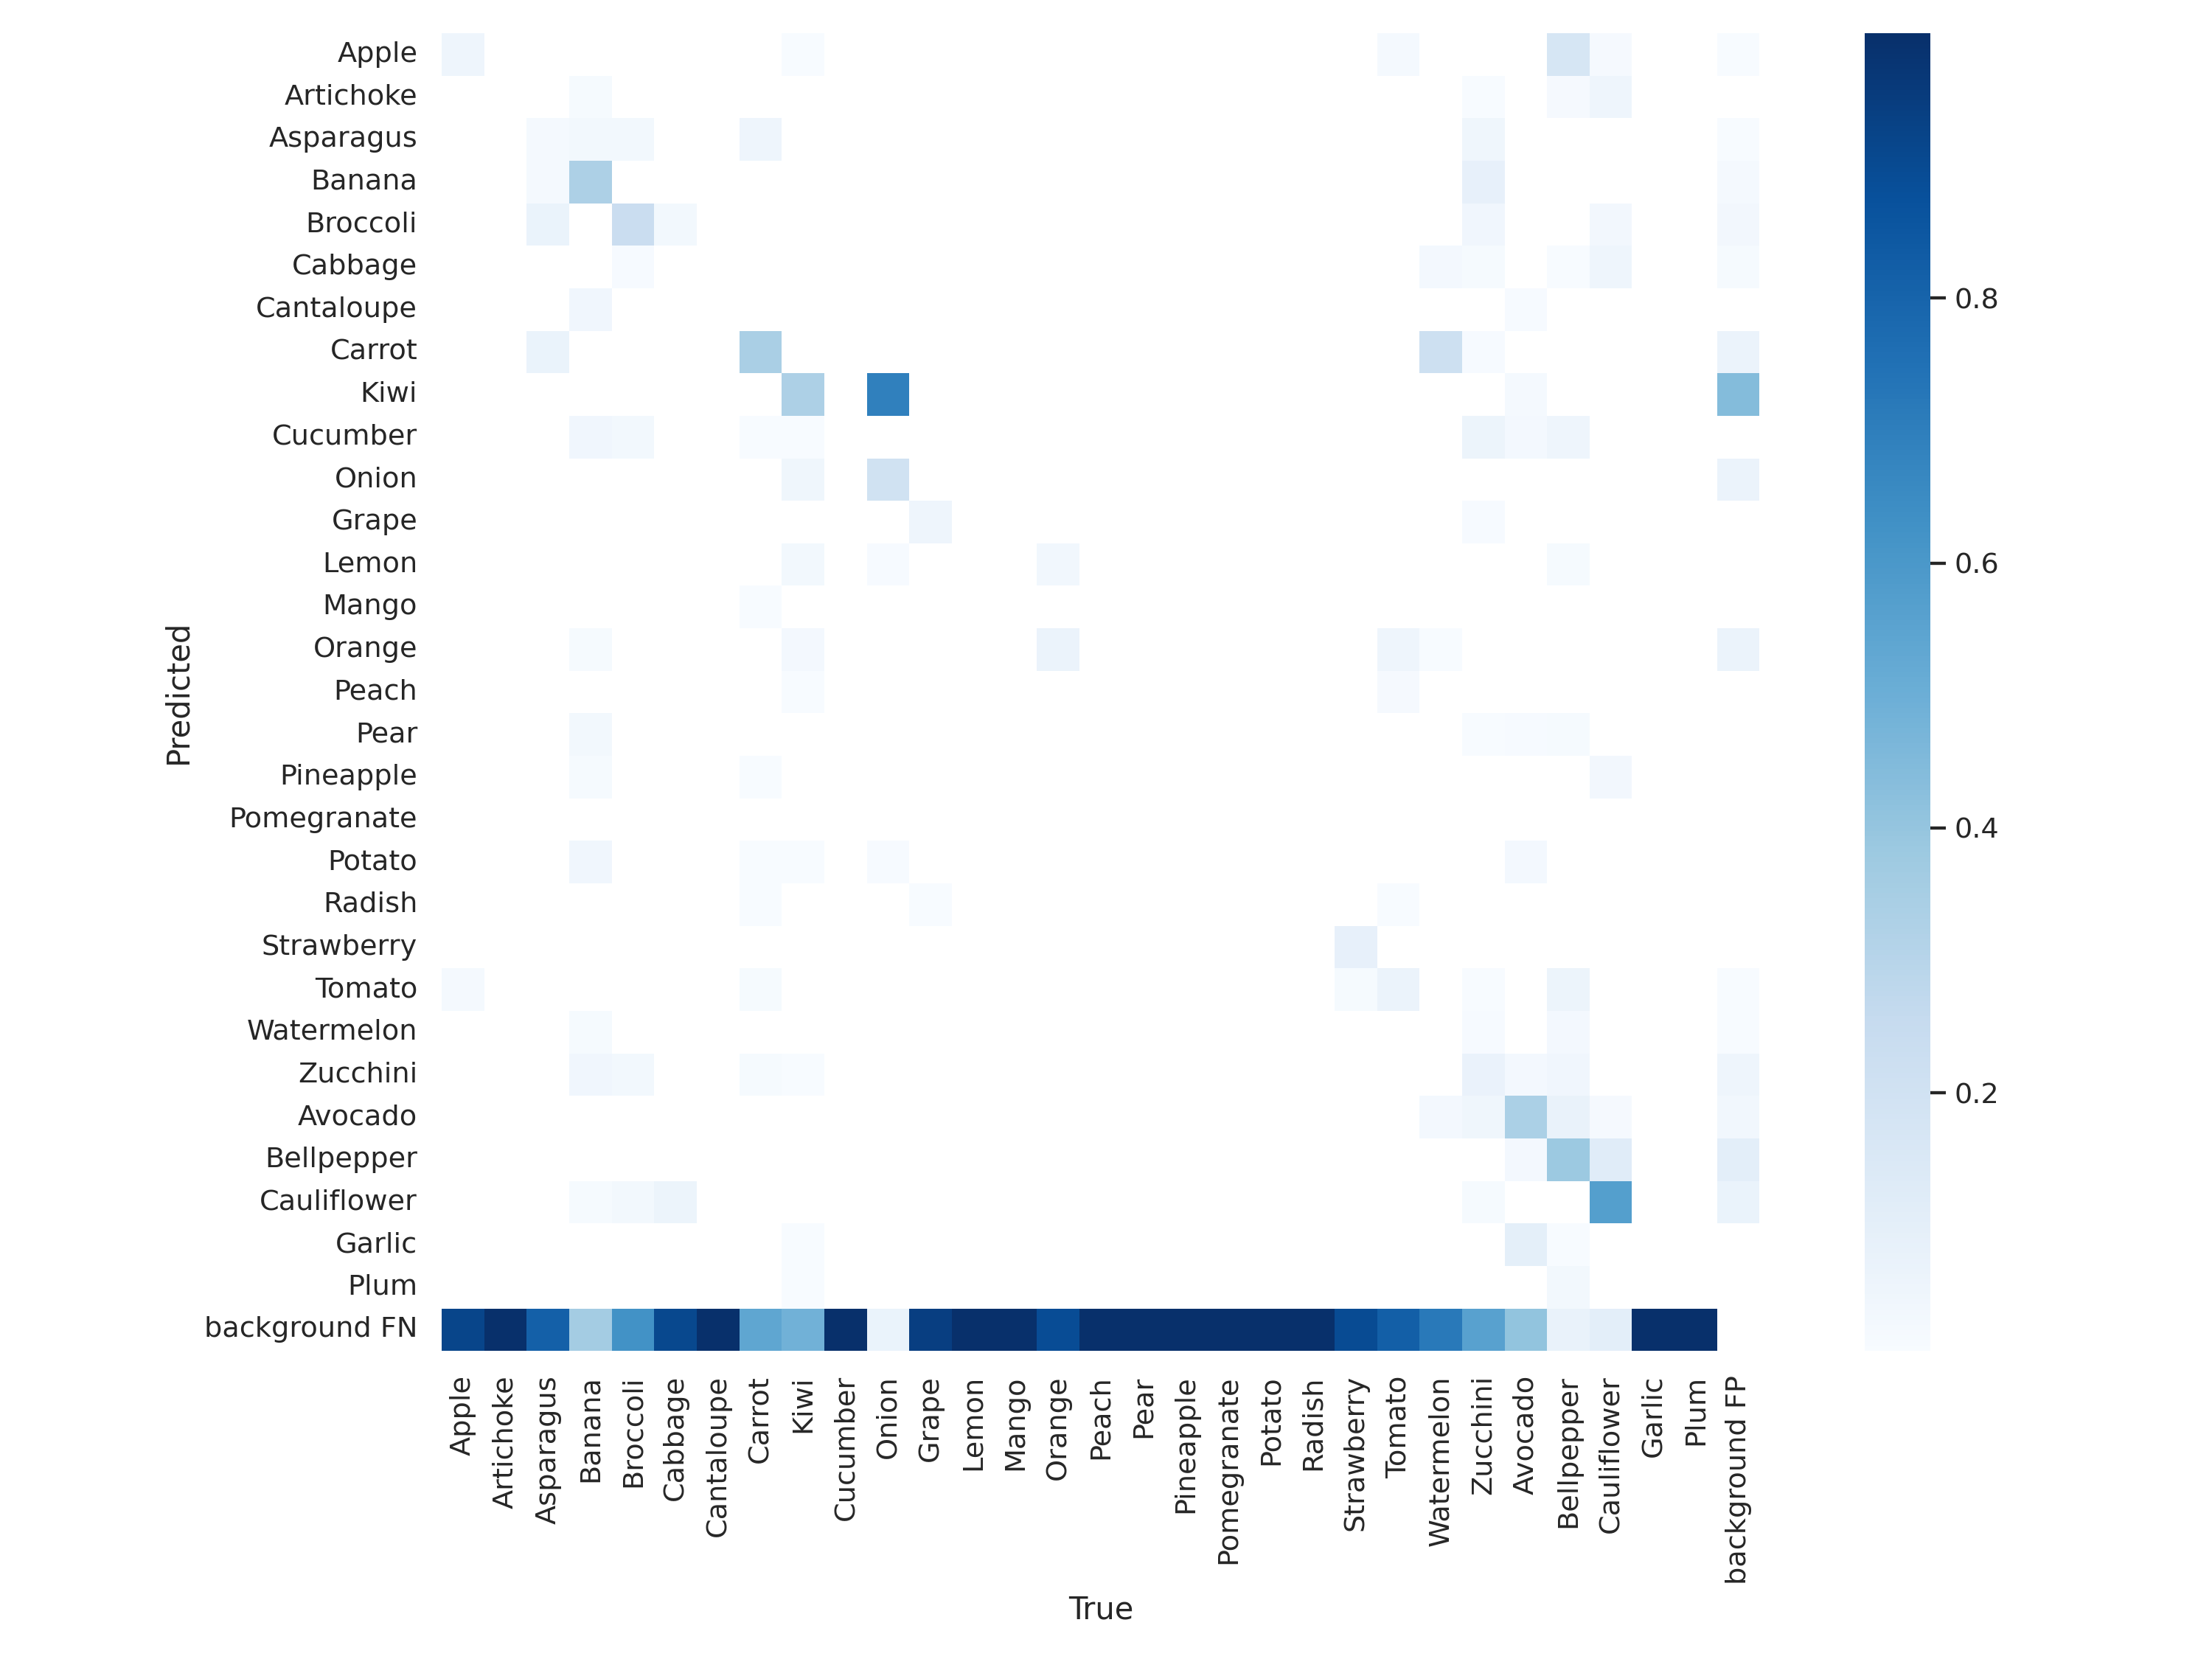 Apple
Artichoke
Asparagus
Banana
Broccoli
Cabbage
Cantaloupe
Carrot
Kiwi
Cucumber
Onion
Grape
Lemon
Mango
Orange
Peach
Pear
Pineapple
Pomegranate
Potato
Radish
Strawberry
Tomato
Watermelon
Zucchini
Avocado
Bellpepper
Cauliflower
Garlic
Plum
background FN
Predicted
Apple
Artichoke
Asparagus
Banana
Broccoli
Cabbage
Cantaloupe
Carrot
Kiwi
Cucumber
Onion
Grape
Lemon
Mango
Orange
Peach
Pear
Pineapple
Pomegranate
Potato
Radish
Strawberry
Tomato
Watermelon
Zucchini
Avocado
Bellpepper
Cauliflower
Garlic
Plum
background FP
True
0.8
0.6
0.4
0.2